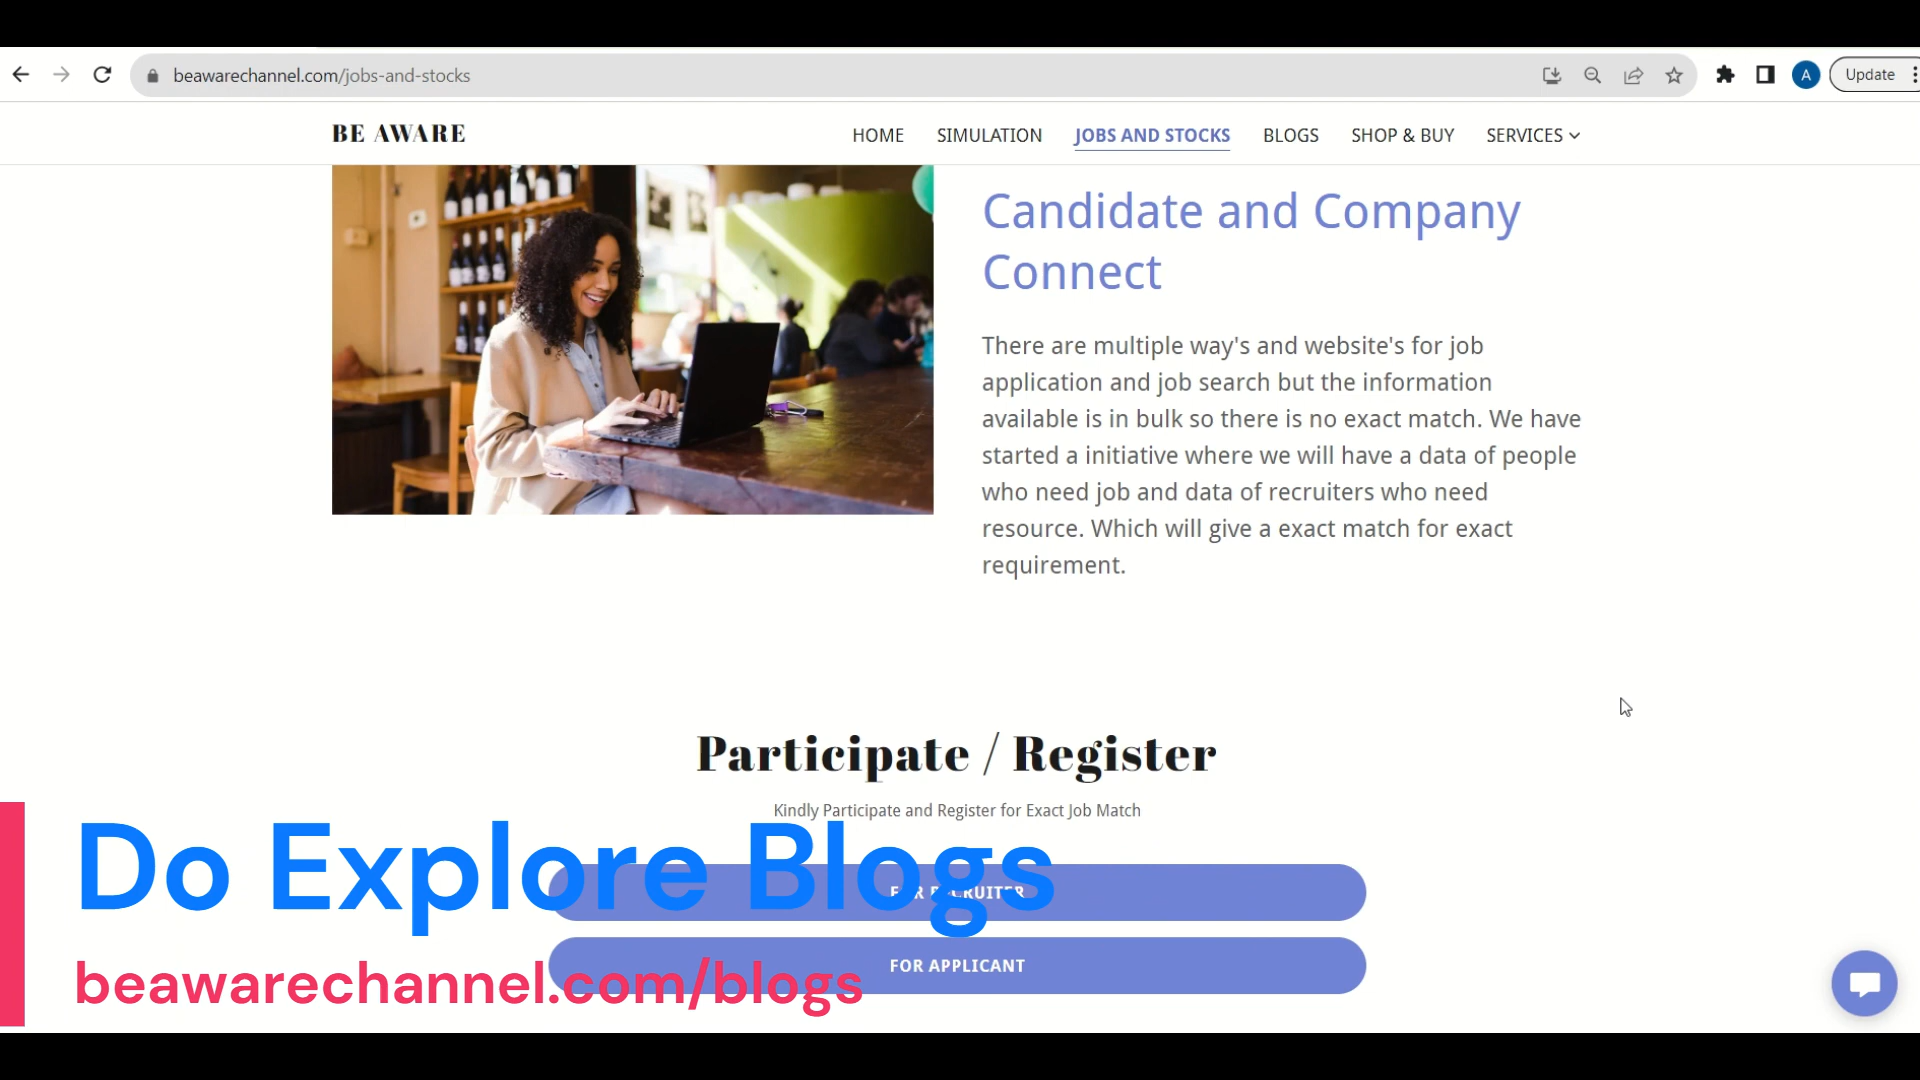 beawarechannel.com/jobs-and-stocks
A
Update
BE AWARE
HOME
SIMULATION
JOBS AND STOCKS
BLOGS
SHOP & BUY
SERVICES
Candidate and Company
Connect
There are multiple way's and website's for job
application and job search but the information
available is in bulk so there is no exact match. We have
started a initiative where we will have a data of people
who need job and data of recruiters who need
resource. Which will give a exact match for exact
requirement.
Participate / Register
Kindly Participate and Register for Exact Job Match
Do Explore Blogs
FOR RECRUITER
FOR APPLICANT
beawarechannel.com/blogs